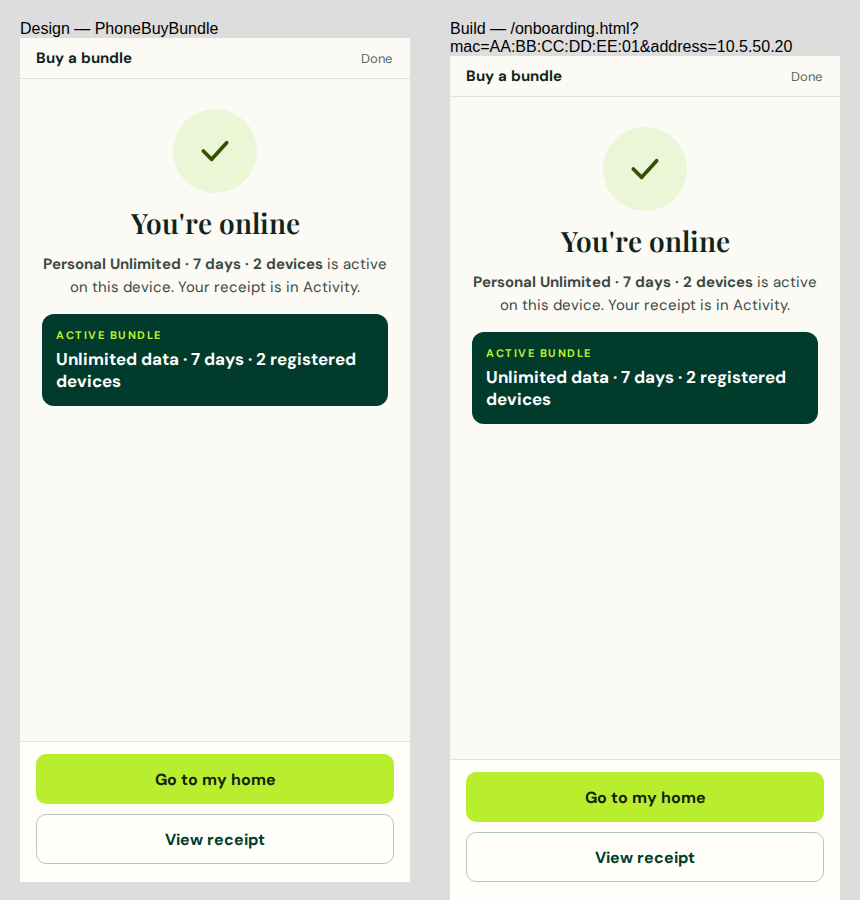 Design — PhoneBuyBundle
Buy a bundle
Done
You're online
Personal Unlimited · 7 days · 2 devices is active
on this device. Your receipt is in Activity.
ACTIVE BUNDLE
Unlimited data · 7 days · 2 registered
devices
Go to my home
View receipt
Build — /onboarding.html?
mac=AA:BB:CC:DD:EE:01&address=10.5.50.20
Buy a bundle
Done
You're online
Personal Unlimited · 7 days · 2 devices is active
on this device. Your receipt is in Activity.
ACTIVE BUNDLE
Unlimited data · 7 days · 2 registered
devices
Go to my home
View receipt